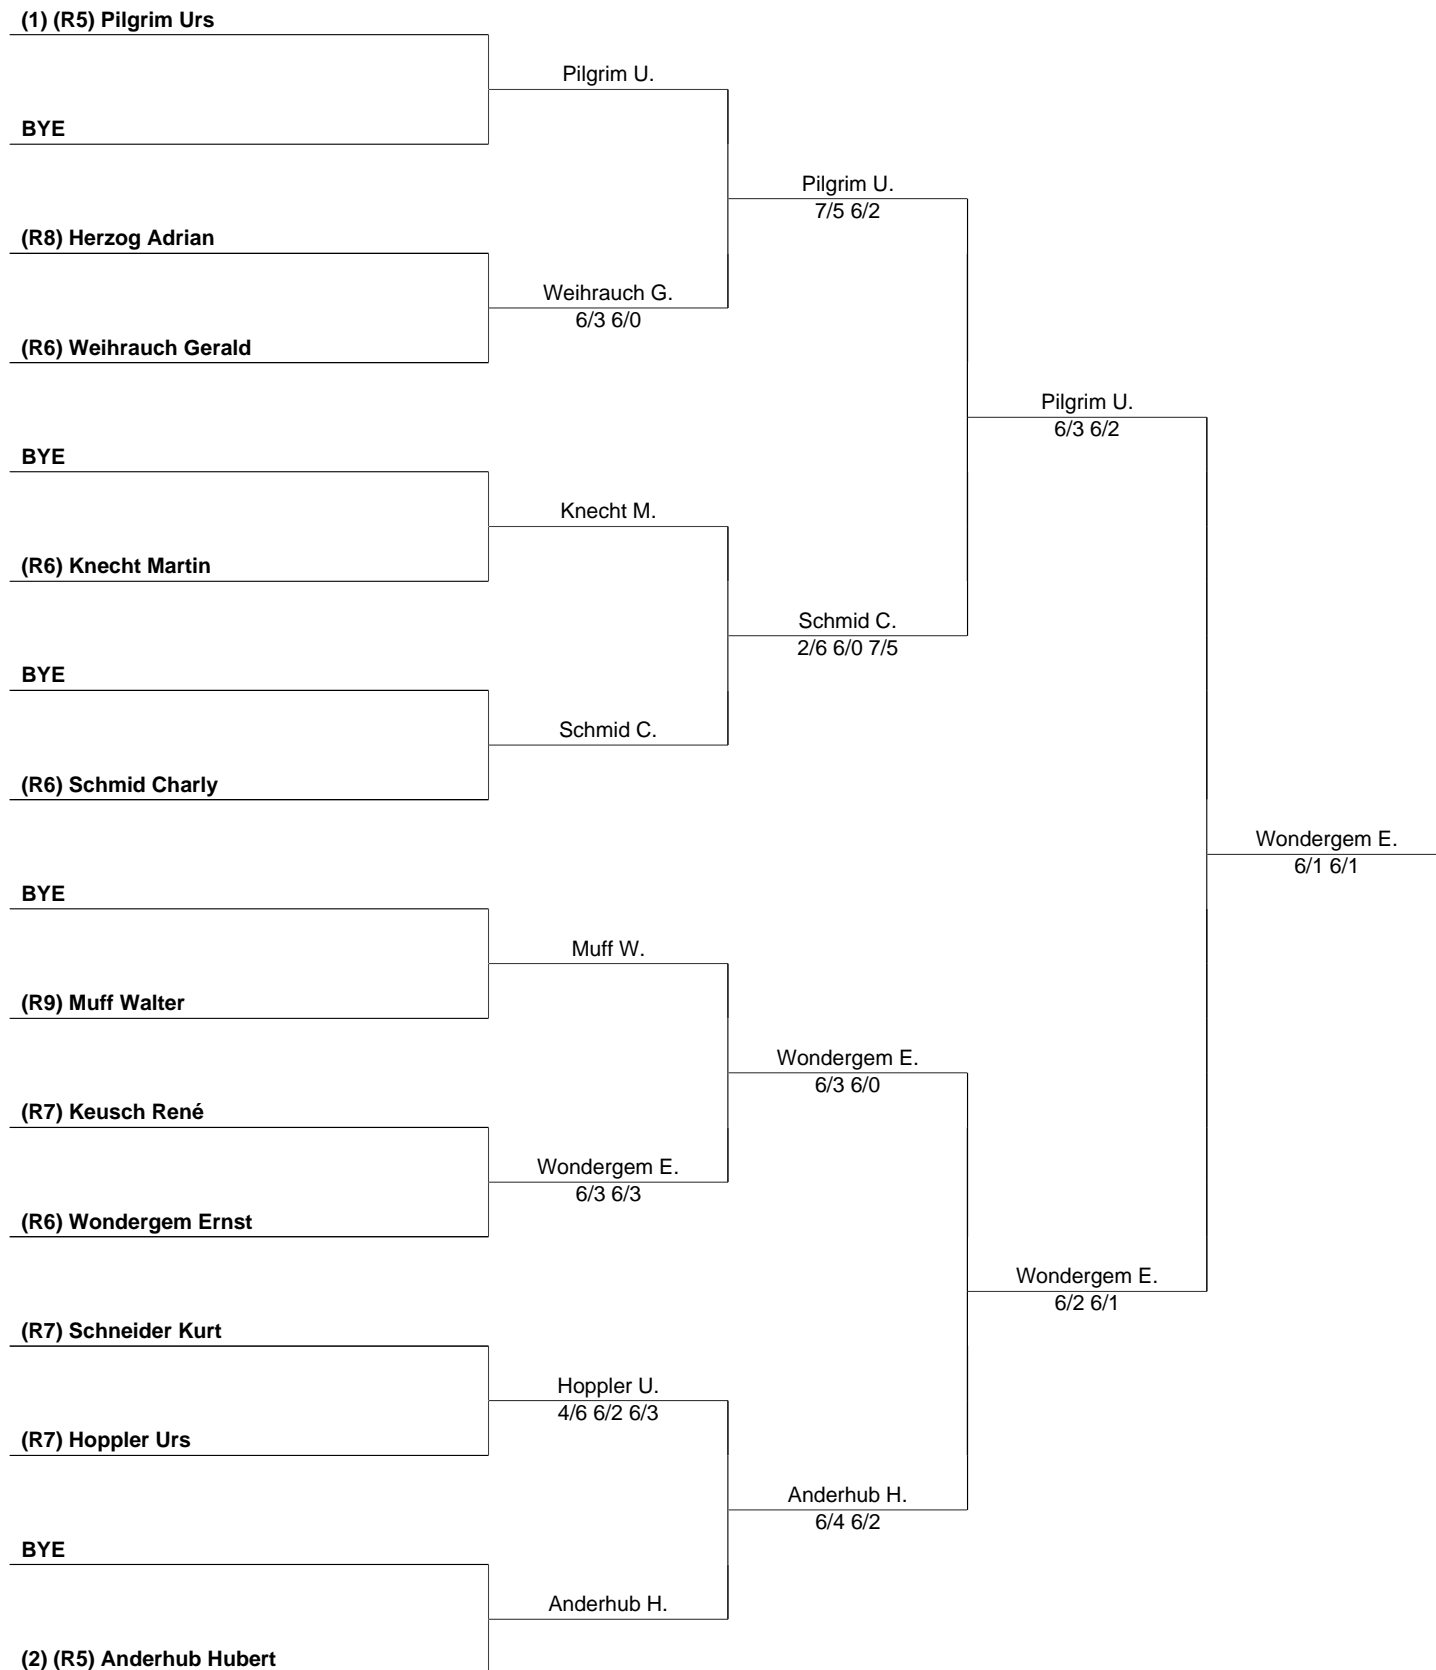 (1) (R5) Pilgrim Urs
Pilgrim U.
BYE
Pilgrim U.
7/5 6/2
(R8) Herzog Adrian
Weihrauch G.
6/3 6/0
(R6) Weihrauch Gerald
Pilgrim U.
6/3 6/2
BYE
Knecht M.
(R6) Knecht Martin
Schmid C.
2/6 6/0 7/5
BYE
Schmid C.
(R6) Schmid Charly
Wondergem E.
6/1 6/1
BYE
Muff W.
(R9) Muff Walter
Wondergem E.
6/3 6/0
(R7) Keusch René
Wondergem E.
6/3 6/3
(R6) Wondergem Ernst
Wondergem E.
6/2 6/1
(R7) Schneider Kurt
Hoppler U.
4/6 6/2 6/3
(R7) Hoppler Urs
Anderhub H.
6/4 6/2
BYE
Anderhub H.
(2) (R5) Anderhub Hubert